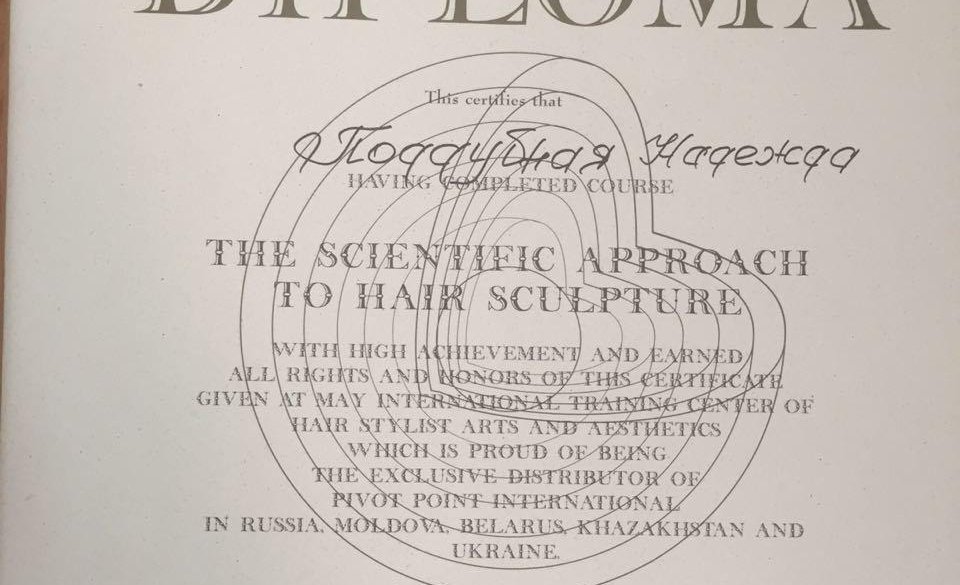 DIPLOMA
This certifies that
Поддубная Надежда
HAVING COMPLETED COURSE
THE SCIENTIFIC APPROACH
TO HAIR SCULPTURE
WITH HIGH ACHIEVEMENT AND EARNED
ALL RIGHTS AND HONORS OF THIS CERTIFICATE
GIVEN AT MAY INTERNATIONAL TRAINING CENTER OF
HAIR STYLIST ARTS AND AESTHETICS
WHICH IS PROUD OF BEING
THE EXCLUSIVE DISTRIBUTOR OF
PIVOT POINT INTERNATIONAL
IN RUSSIA, MOLDOVA, BELARUS, KHAZAKHSTAN AND
UKRAINE.